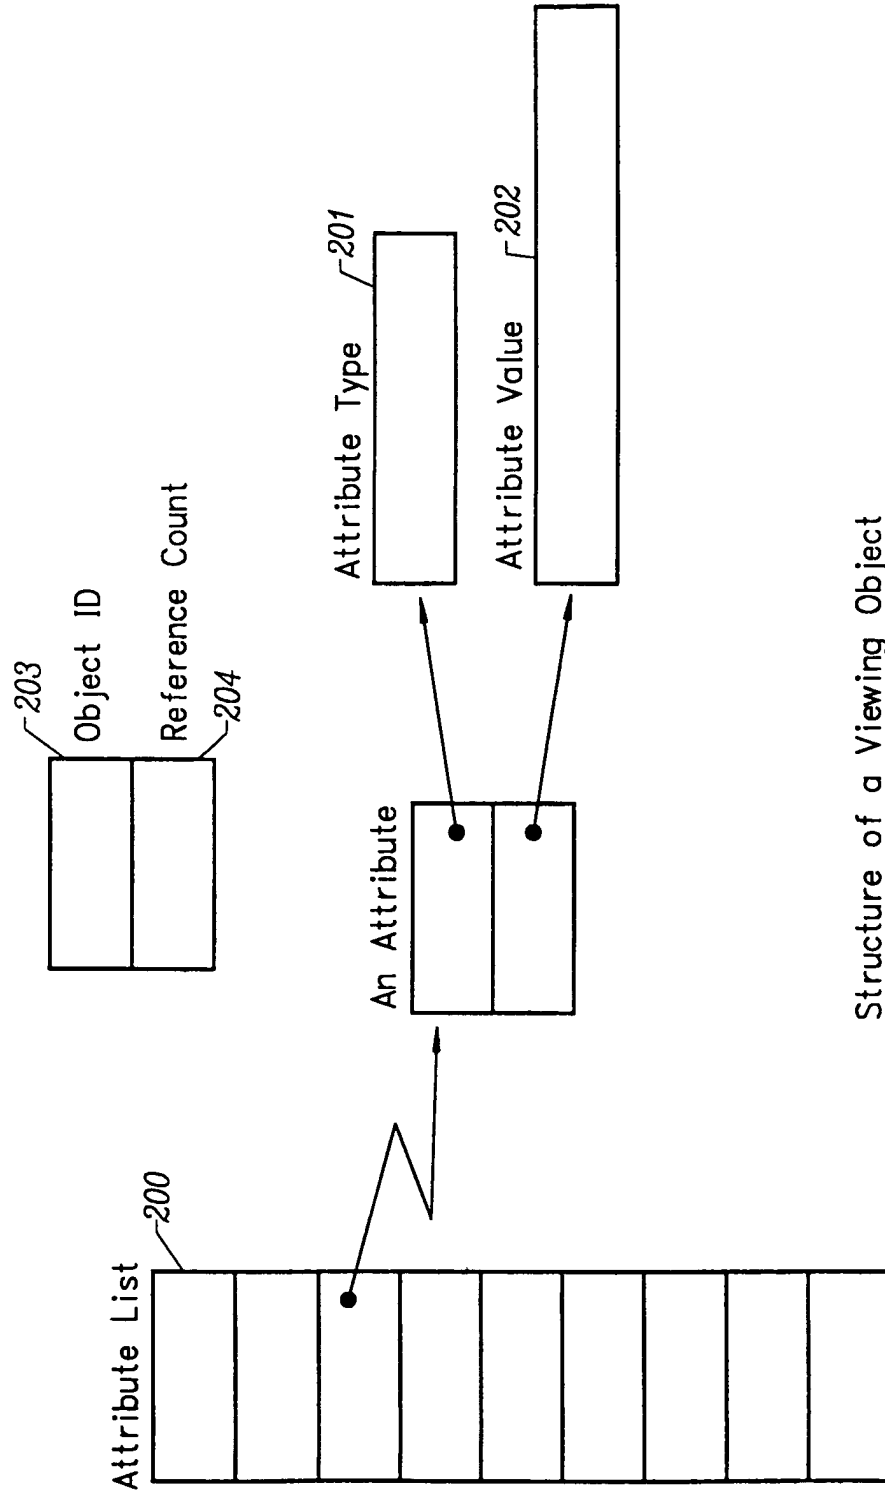 203
Object ID
Reference Count
204
Attribute List
200
An Attribute
Attribute Type
201
Attribute Value
202
Structure of a Viewing Object